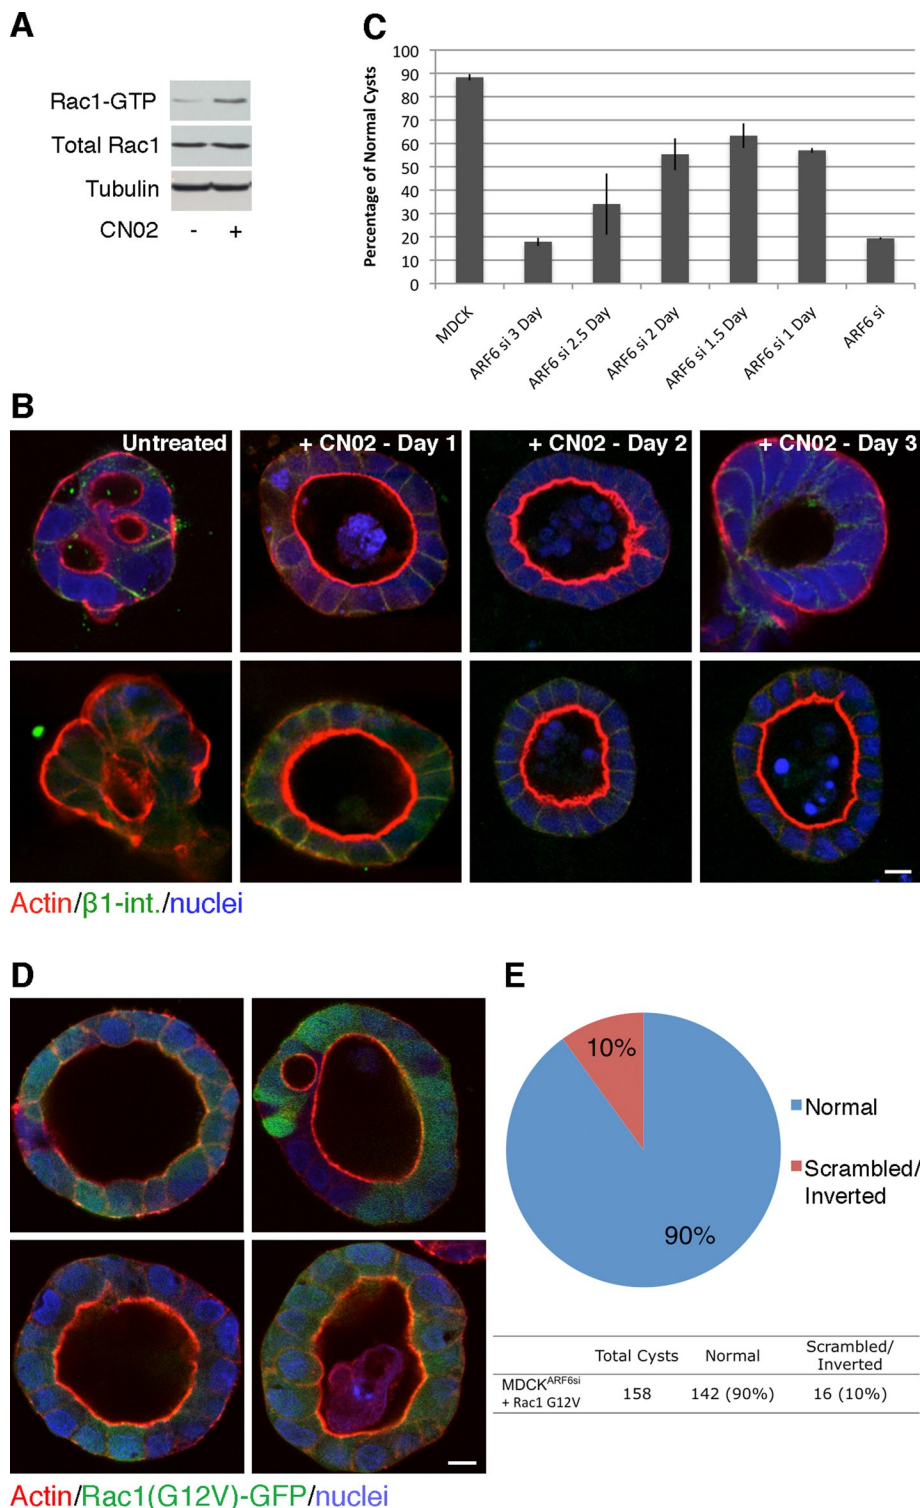 A
Rac1-GTP
Total Rac1
Tubulin
CN02 - +
C
Percentage of Normal Cysts
100
90
80
70
60
50
40
30
20
10
0
MDCK
ARF6 si 3 Day
ARF6 si 2.5 Day
ARF6 si 2 Day
ARF6 si 1.5 Day
ARF6 si 1 Day
ARF6 si
B
Untreated
+ CN02 - Day 1
+ CN02 - Day 2
+ CN02 - Day 3
Actin/β1-int./nuclei
D
Actin/Rac1(G12V)-GFP/nuclei
E
10%
90%
Normal
Scrambled/
Inverted
Total Cysts Normal Scrambled/
Inverted
MDCK^ARF6si
+ Rac1 G12V 158 142 (90%) 16 (10%)